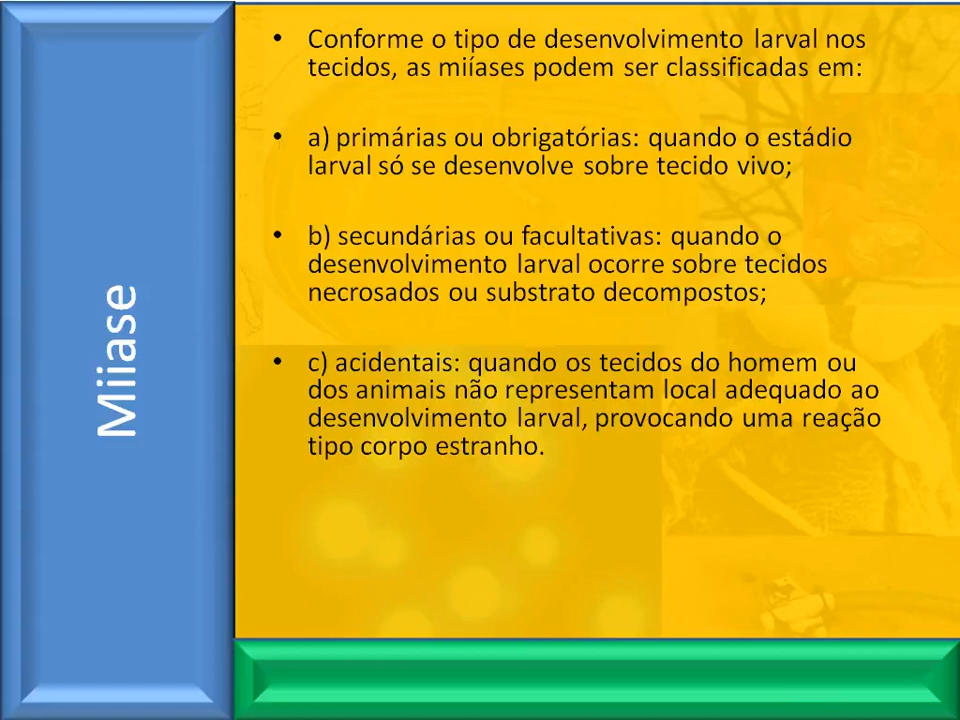 Miiase
• Conforme o tipo de desenvolvimento larval nos
tecidos, as miíases podem ser classificadas em:
• a) primárias ou obrigatórias: quando o estádio
larval só se desenvolve sobre tecido vivo;
• b) secundárias ou facultativas: quando o
desenvolvimento larval ocorre sobre tecidos
necrosados ou substrato decompostos;
• c) acidentais: quando os tecidos do homem ou
dos animais não representam local adequado ao
desenvolvimento larval, provocando uma reação
tipo corpo estranho.